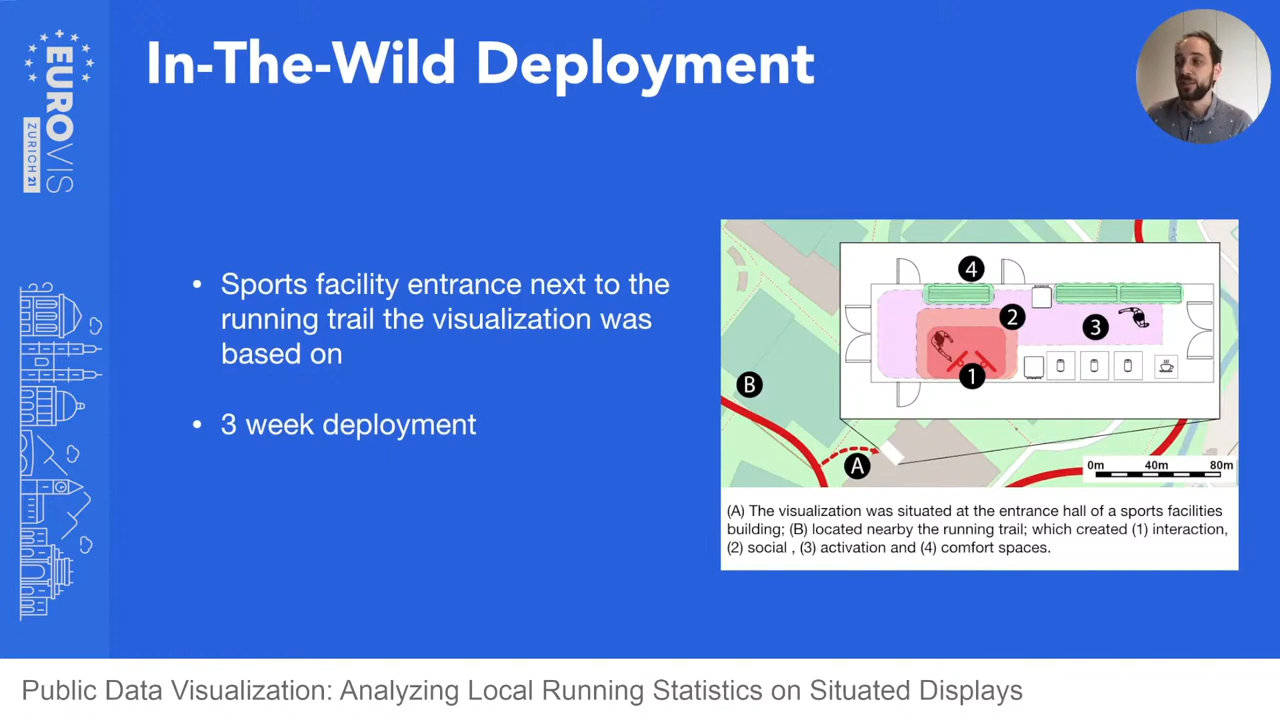 In-The-Wild Deployment
EUROVIS
ZURICH 21
• Sports facility entrance next to the
running trail the visualization was
based on
• 3 week deployment
4
2
3
1
B
A
0m 40m 80m
(A) The visualization was situated at the entrance hall of a sports facilities
building; (B) located nearby the running trail; which created (1) interaction,
(2) social , (3) activation and (4) comfort spaces.
Public Data Visualization: Analyzing Local Running Statistics on Situated Displays